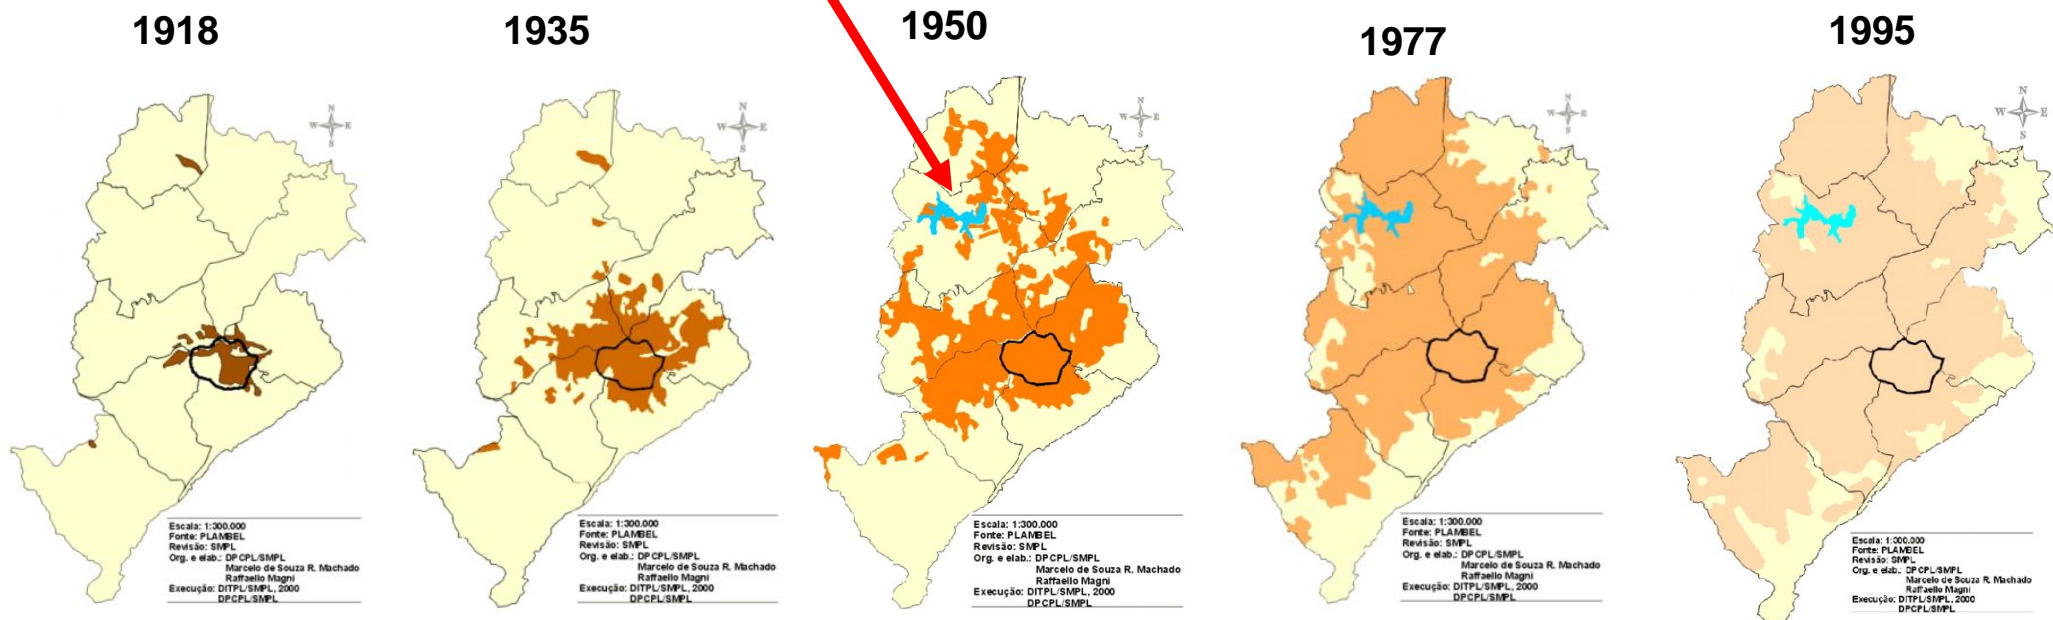 1918
N
W E
S
Escala: 1:300.000
Fonte: PLAMBEL
Revisão: SMPL
Org. e elab.: DPCPL/SMPL
Marcelo de Souza R. Machado
Raffaello Magni
Execução: DITPL/SMPL, 2000
DPCPL/SMPL
1935
N
W E
S
Escala: 1:300.000
Fonte: PLAMBEL
Revisão: SMPL
Org. e elab.: DPCPL/SMPL
Marcelo de Souza R. Machado
Raffaello Magni
Execução: DITPL/SMPL, 2000
DPCPL/SMPL
1950
N
W E
S
Escala: 1:300.000
Fonte: PLAMBEL
Revisão: SMPL
Org. e elab.: DPCPL/SMPL
Marcelo de Souza R. Machado
Raffaello Magni
Execução: DITPL/SMPL, 2000
DPCPL/SMPL
1977
N
W E
S
Escala: 1:300.000
Fonte: PLAMBEL
Revisão: SMPL
Org. e elab.: DPCPL/SMPL
Marcelo de Souza R. Machado
Raffaello Magni
Execução: DITPL/SMPL, 2000
DPCPL/SMPL
1995
N
W E
S
Escala: 1:300.000
Fonte: PLAMBEL
Revisão: SMPL
Org. e elab.: DPCPL/SMPL
Marcelo de Souza R. Machado
Raffaello Magni
Execução: DITPL/SMPL, 2000
DPCPL/SMPL